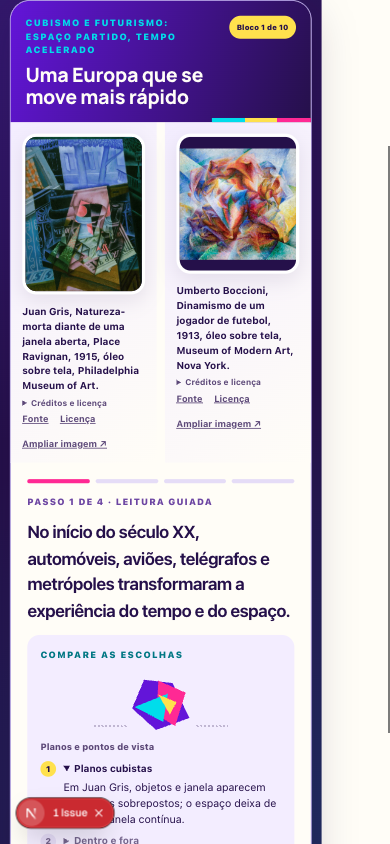 CUBISMO E FUTURISMO:
ESPAÇO PARTIDO, TEMPO
ACELERADO
Bloco 1 de 10
Uma Europa que se
move mais rápido
Juan Gris, Natureza-
morta diante de uma
janela aberta, Place
Ravignan, 1915, óleo
sobre tela, Philadelphia
Museum of Art.
▸ Créditos e licença
Fonte Licença
Ampliar imagem ↗
Umberto Boccioni,
Dinamismo de um
jogador de futebol,
1913, óleo sobre tela,
Museum of Modern Art,
Nova York.
▸ Créditos e licença
Fonte Licença
Ampliar imagem ↗
PASSO 1 DE 4 · LEITURA GUIADA
No início do século XX,
automóveis, aviões, telégrafos e
metrópoles transformaram a
experiência do tempo e do espaço.
COMPARE AS ESCOLHAS
Planos e pontos de vista
1 ▾ Planos cubistas
Em Juan Gris, objetos e janela aparecem
sobrepostos; o espaço deixa de
janela contínua.
2 ▸ Dentro e fora
N 1 Issue ×